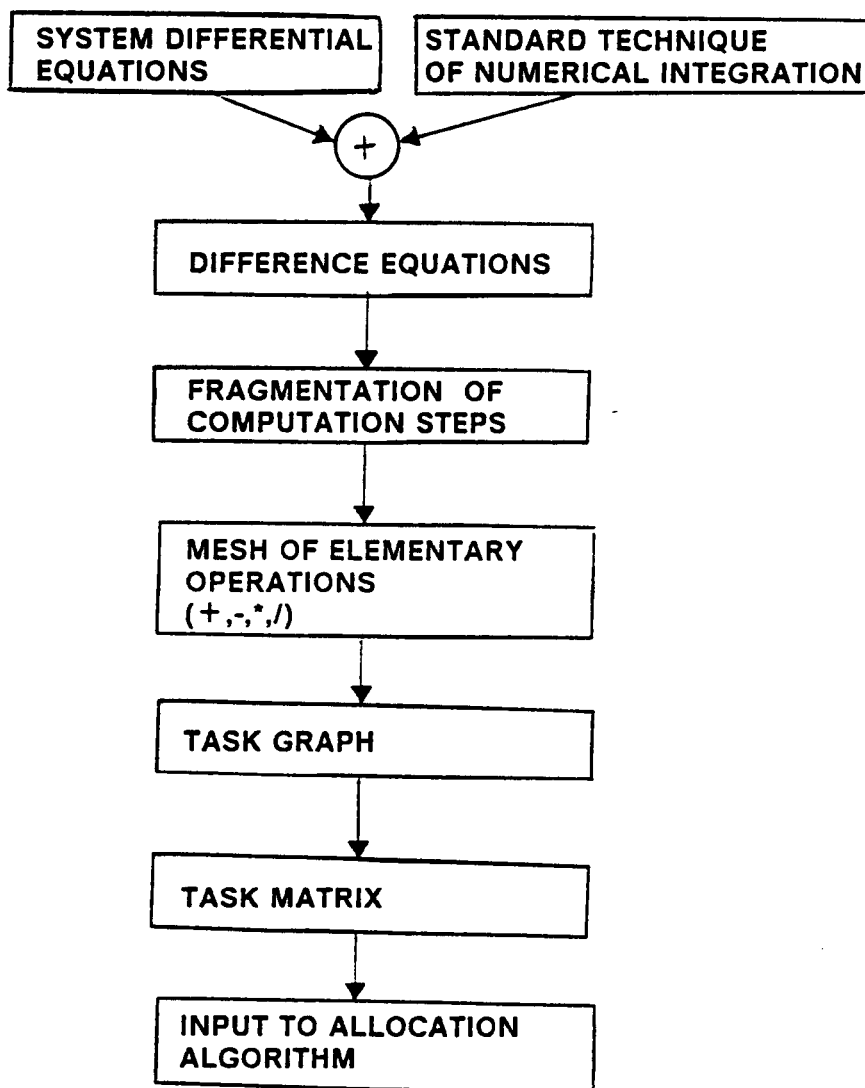 SYSTEM DIFFERENTIAL
EQUATIONS
STANDARD TECHNIQUE
OF NUMERICAL INTEGRATION
+
DIFFERENCE EQUATIONS
FRAGMENTATION OF
COMPUTATION STEPS
MESH OF ELEMENTARY
OPERATIONS
(+,-,*,/)
TASK GRAPH
TASK MATRIX
INPUT TO ALLOCATION
ALGORITHM